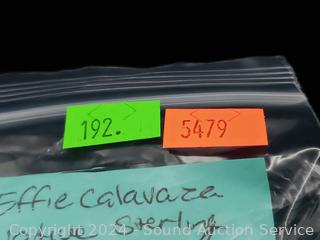 192.
5479
Effie Calavaza
Sterling
Copyright 2024 - Sound Auction Service